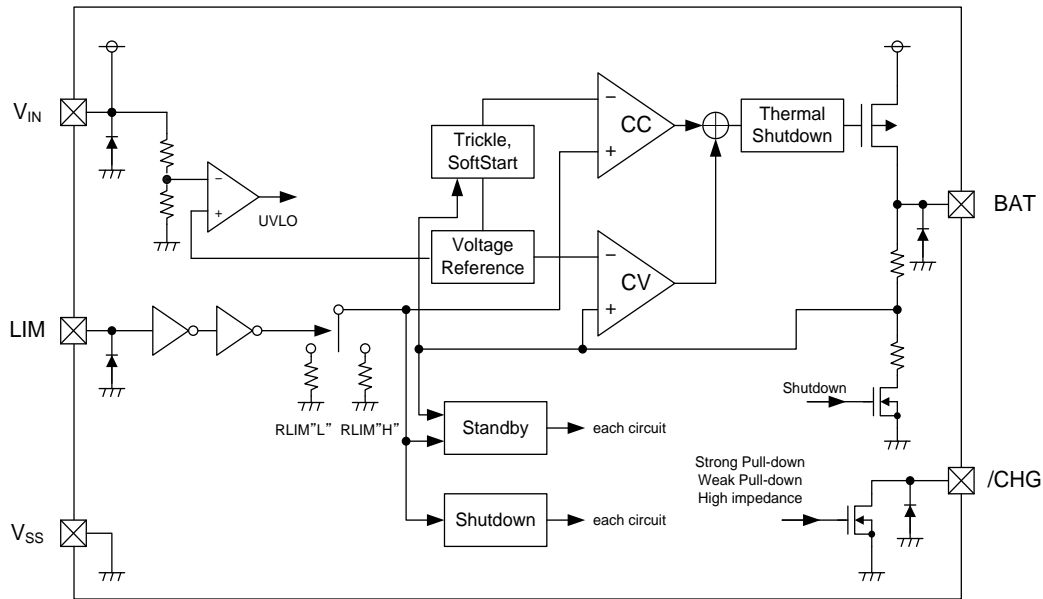 VIN
−
+
UVLO
Trickle,
SoftStart
Voltage
Reference
−
+
CC
−
+
CV
Thermal
Shutdown
BAT
LIM
RLIM"L"
RLIM"H"
Standby
each circuit
Shutdown
each circuit
Shutdown
Strong Pull-down
Weak Pull-down
High impedance
/CHG
VSS